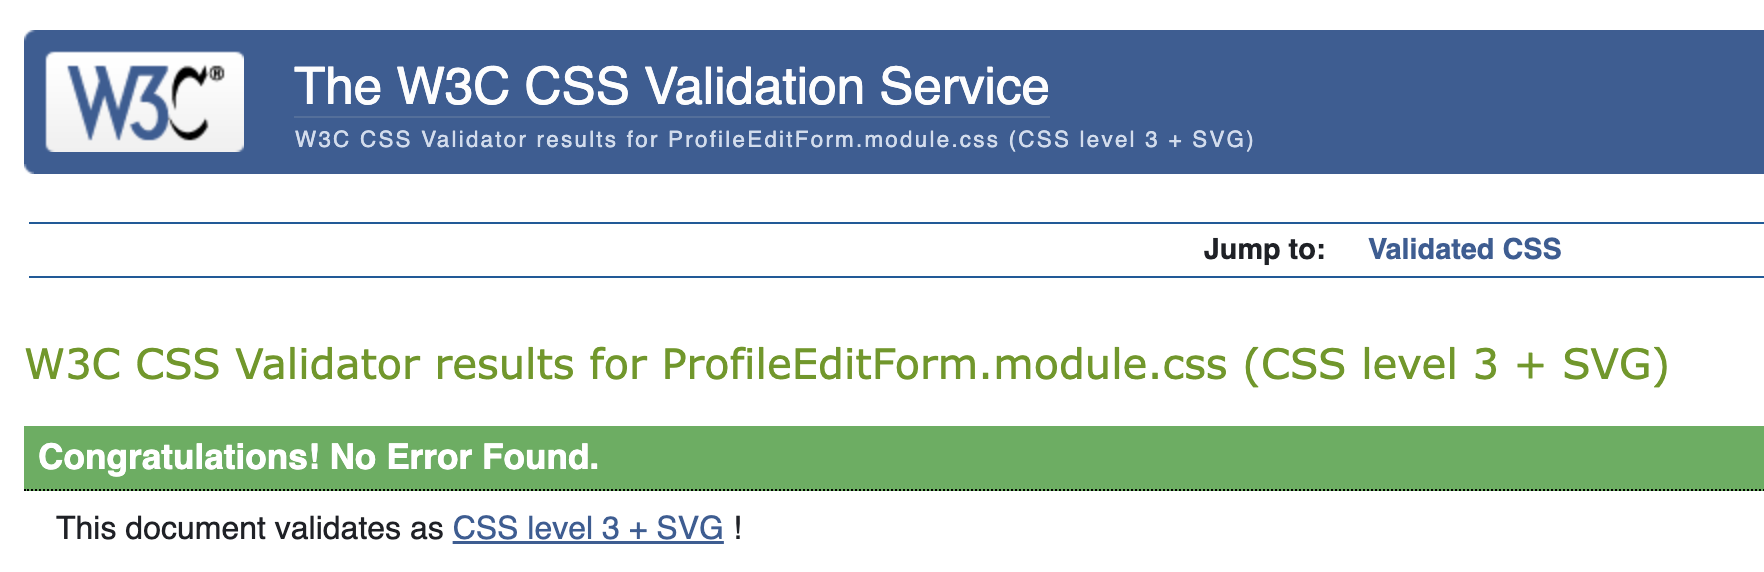 W3C®
The W3C CSS Validation Service
W3C CSS Validator results for ProfileEditForm.module.css (CSS level 3 + SVG)
Jump to: Validated CSS
W3C CSS Validator results for ProfileEditForm.module.css (CSS level 3 + SVG)
Congratulations! No Error Found.
This document validates as CSS level 3 + SVG !